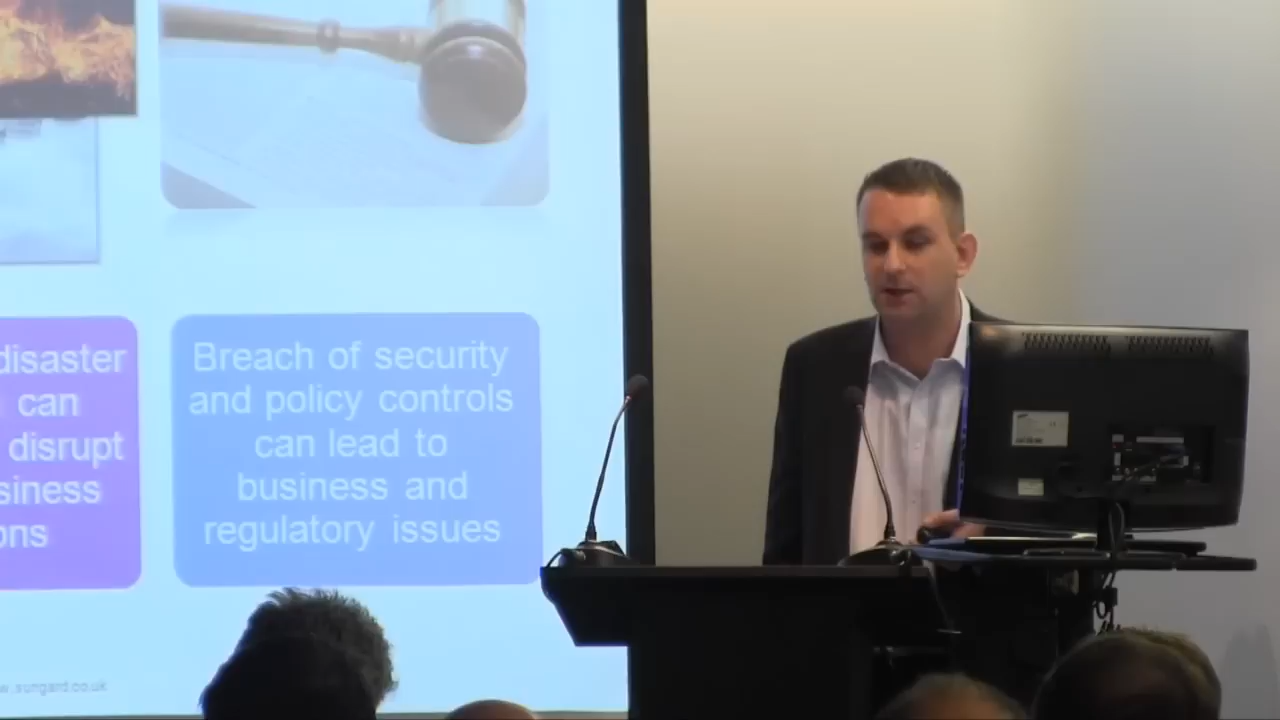 disaster
can
disrupt
siness
ons
Breach of security
and policy controls
can lead to
business and
regulatory issues
w.sungard.co.uk